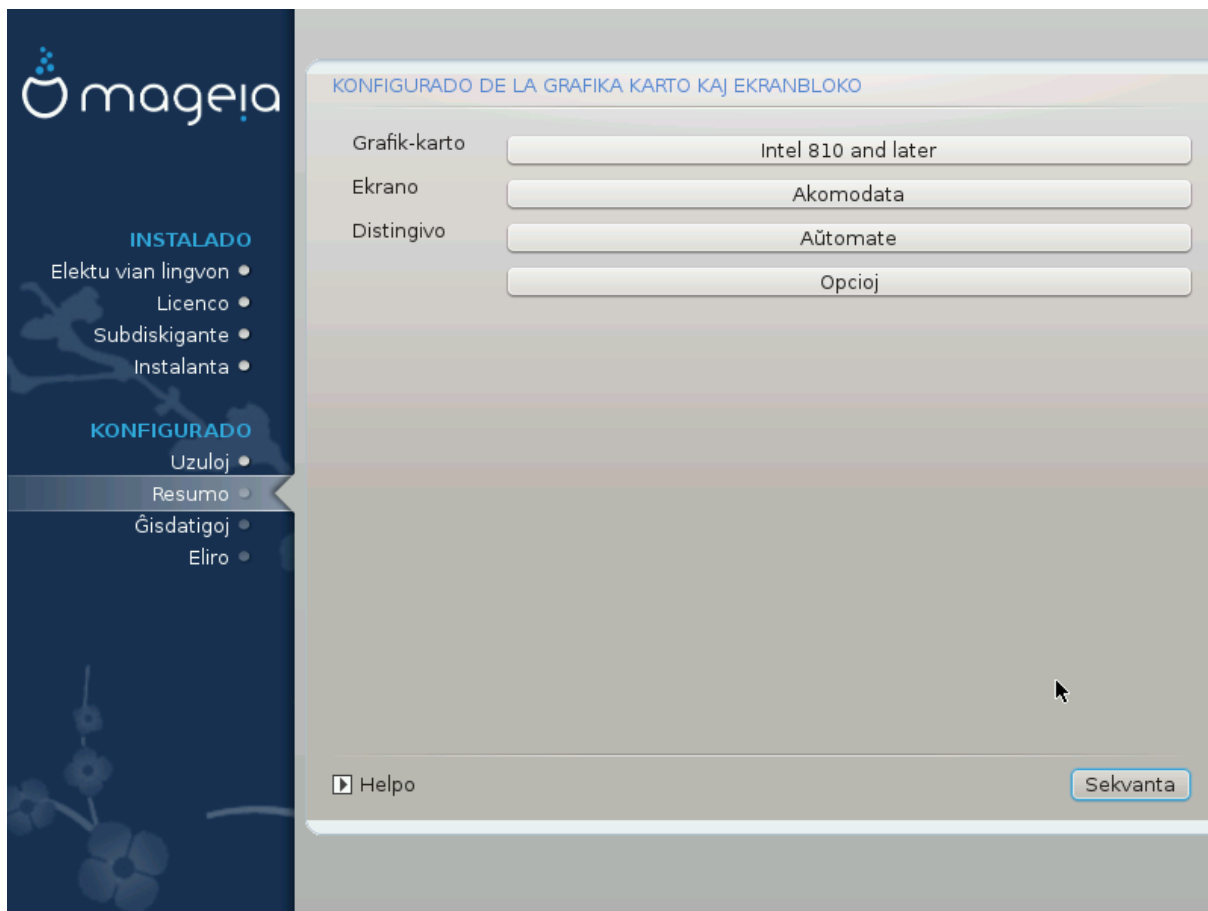 mageia
INSTALADO
Elektu vian lingvon
Licenco
Subdiskigante
Instalanta
KONFIGURADO
Uzuloj
Resumo
Ĝisdatigoj
Eliro
KONFIGURADO DE LA GRAFIKA KARTO KAJ EKRANBLOKO
Grafik-karto Intel 810 and later
Ekrano Akomodata
Distingivo Aŭtomate
Opcioj
Helpo Sekvanta